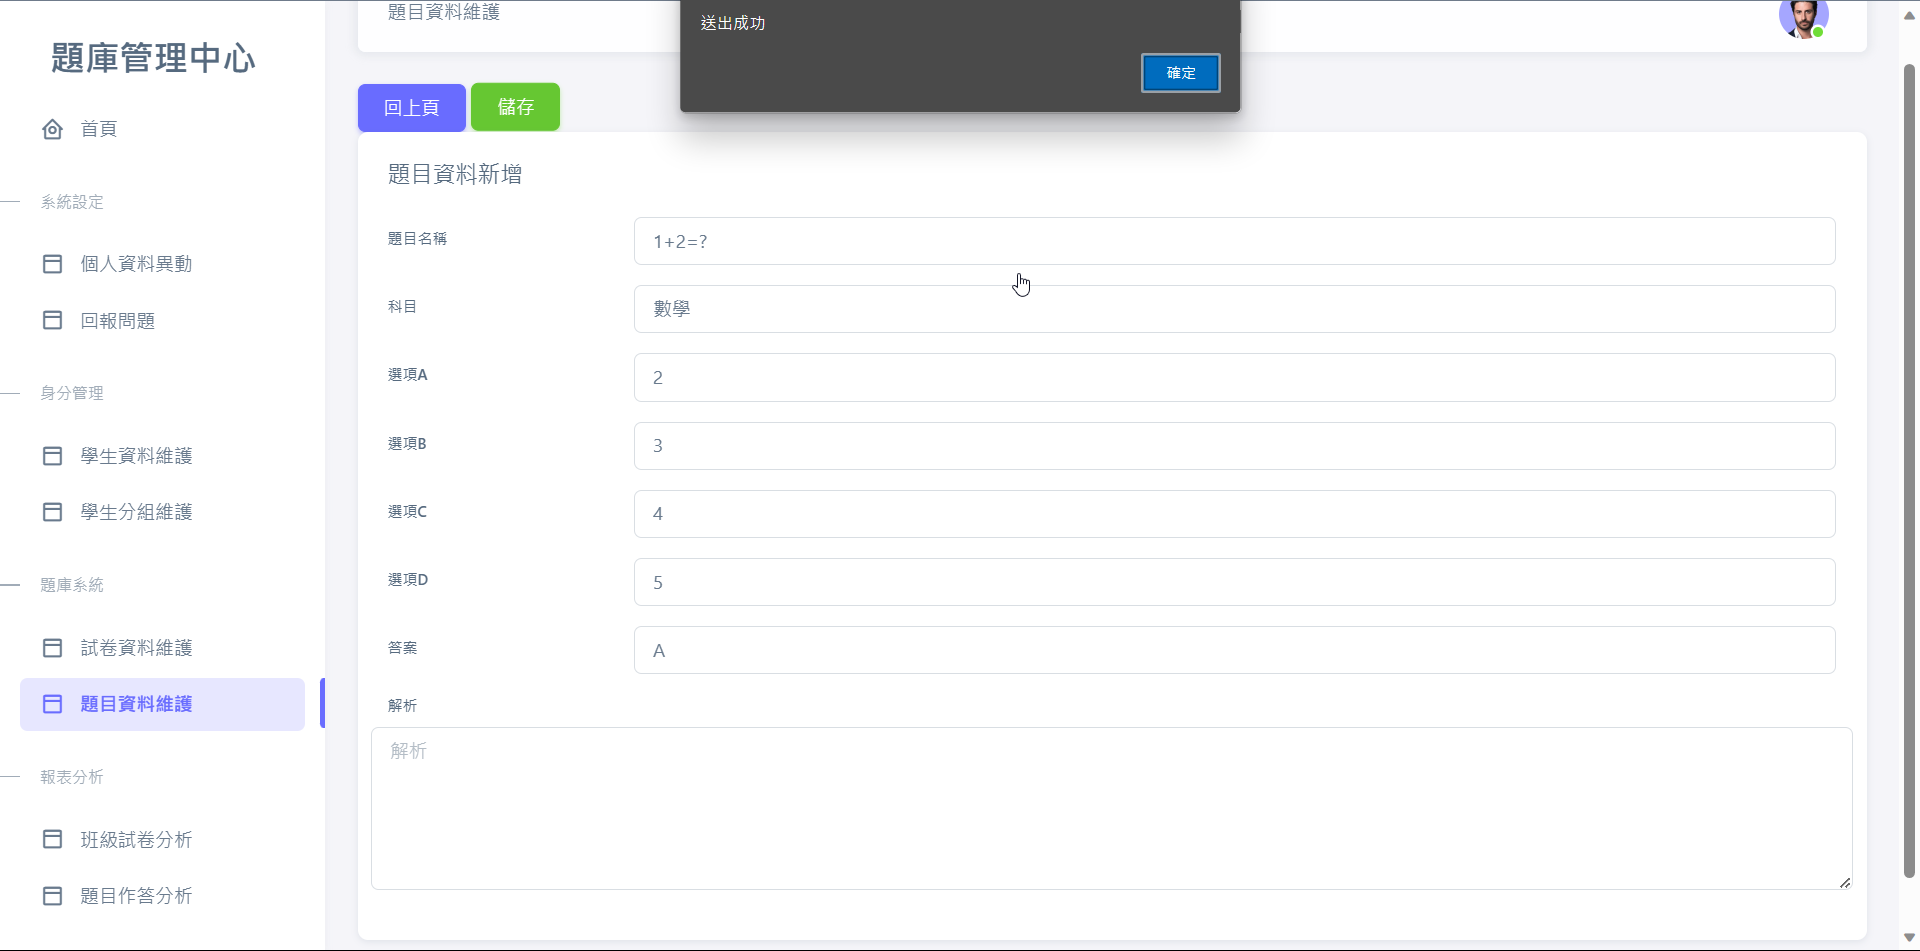 題庫管理中心
首頁
系統設定
個人資料異動
回報問題
身分管理
學生資料維護
學生分組維護
題庫系統
試卷資料維護
題目資料維護
報表分析
班級試卷分析
題目作答分析
題目資料維護
送出成功
確定
回上頁
儲存
題目資料新增
題目名稱
1+2=?
科目
數學
選項A
2
選項B
3
選項C
4
選項D
5
答案
A
解析
解析